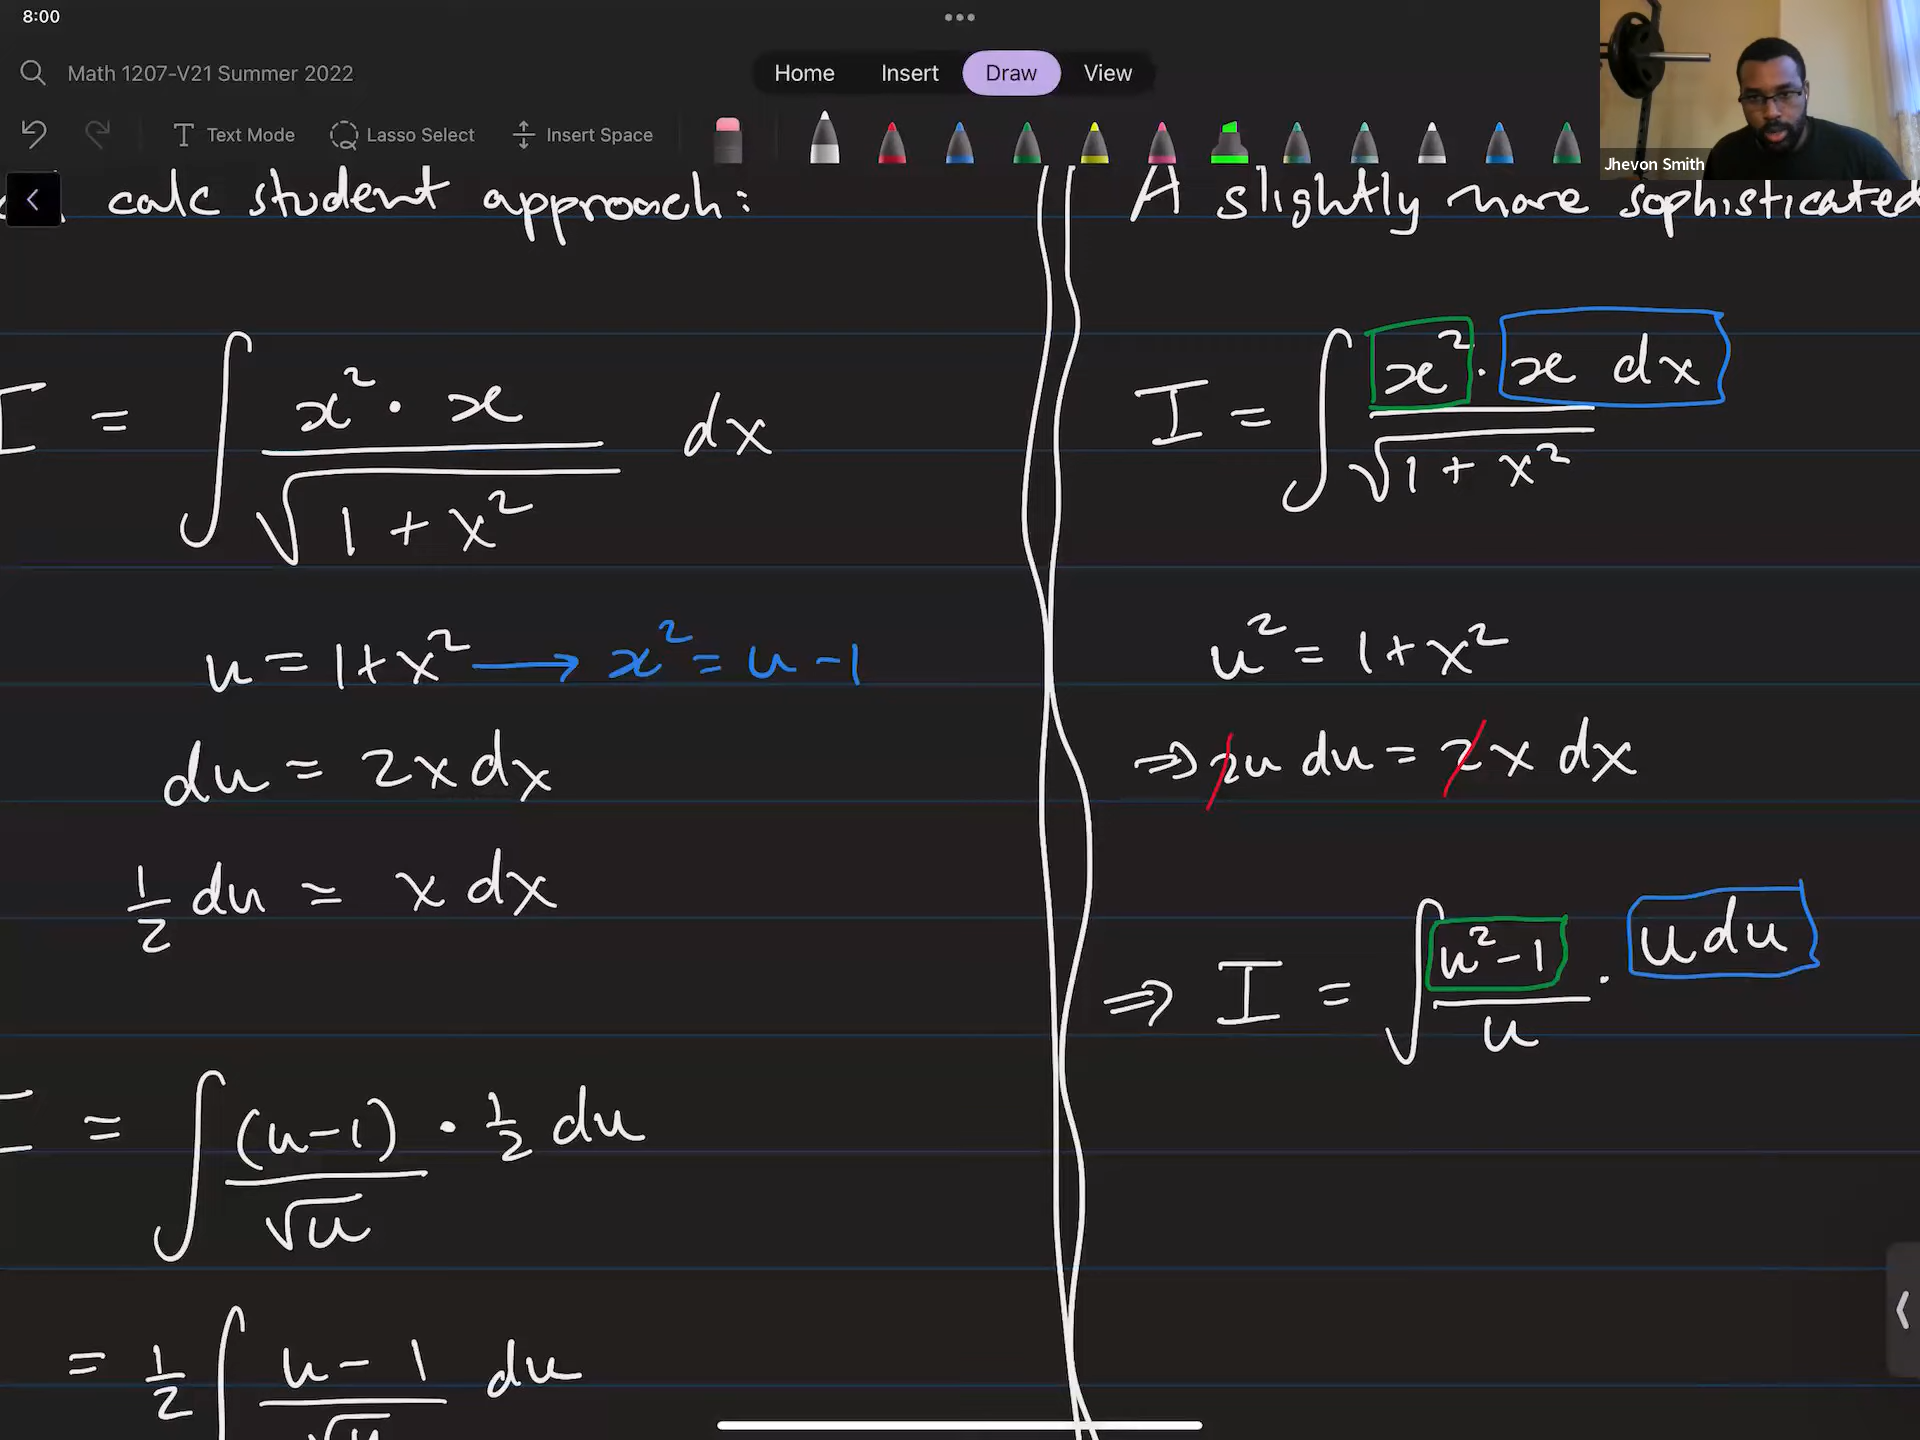 8:00
Math 1207-V21 Summer 2022
Home Insert Draw View
Text Mode Lasso Select Insert Space
Jhevon Smith
calc student approach:
I = ∫ x² · x / √(1 + x²) dx
u = 1 + x² → x² = u - 1
du = 2x dx
1/2 du = x dx
I = ∫ (u-1) / √u · 1/2 du
= 1/2 ∫ (u - 1) / √u du
A slightly more sophisticated
I = ∫ x² · x dx / √(1 + x²)
u² = 1 + x²
⇒ 2u du = 2x dx
⇒ I = ∫ (u² - 1) / u · u du